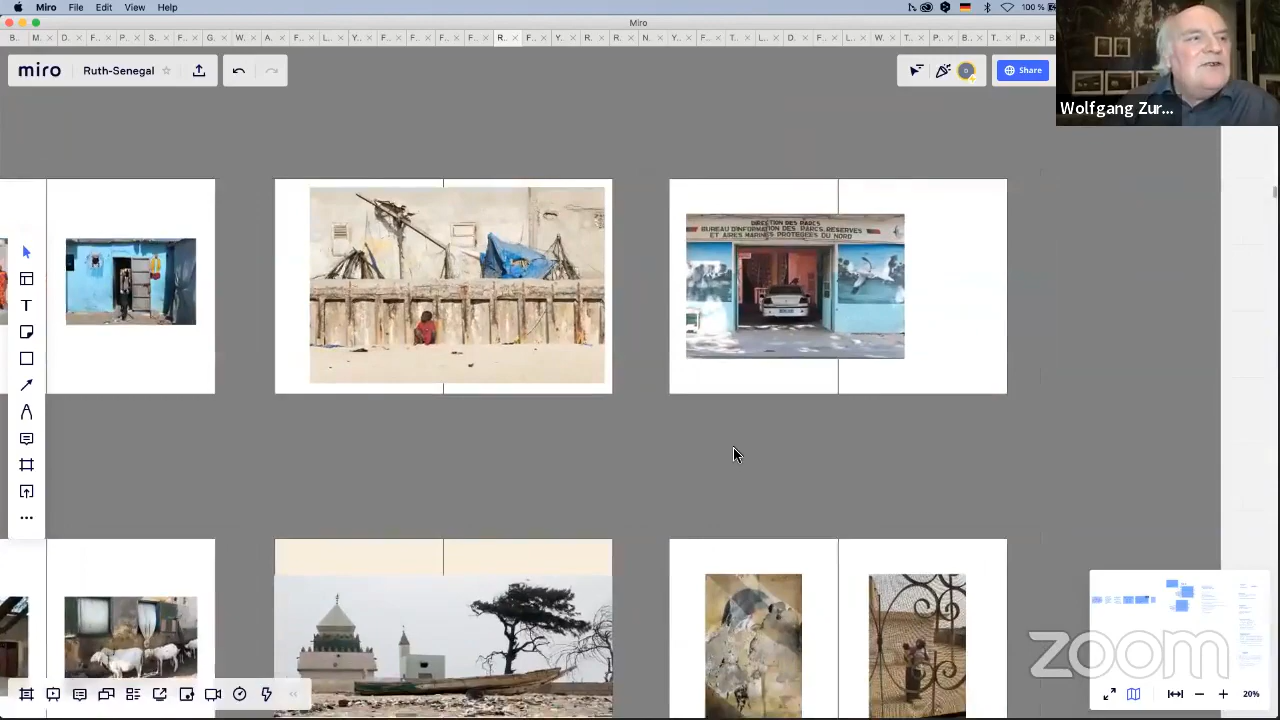 Miro File Edit View Help
100 %
Miro
B... M... D... F... P... S... F... G... W... A... F... L... Y... F... F... F... F... R... F... Y... R... R... N... Y... F... T... L... D... F... L... W... T... P... B... T... P... B
miro Ruth-Senegal
Share
Wolfgang Zur...
DIRECTION DES PARCS
BUREAU D'INFORMATION DES PARCS, RESERVES
ET AIRES MARINES PROTEGEES DU NORD
T
zoom
20%